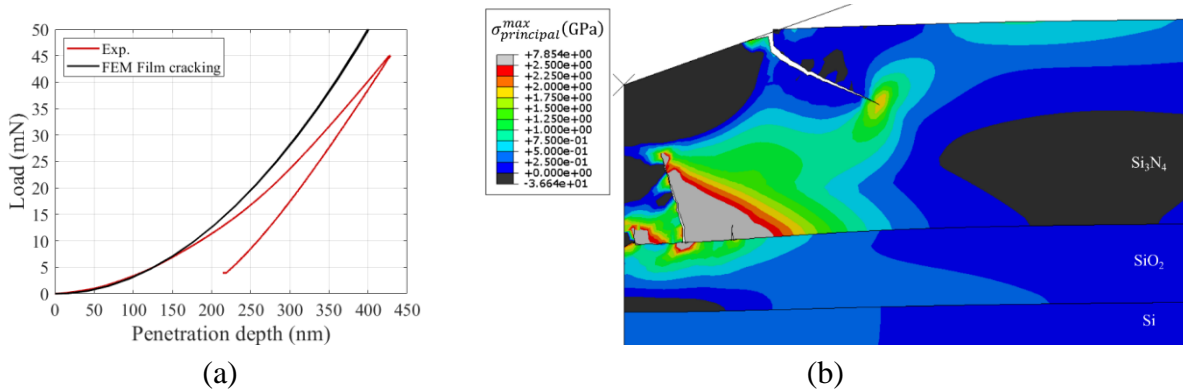 50
45
40
35
30
25
20
15
10
5
0
Load (mN)
Exp.
FEM Film cracking
0 50 100 150 200 250 300 350 400 450
Penetration depth (nm)
(a)
σ_principal^max (GPa)
+7.854e+00
+2.500e+00
+2.250e+00
+2.000e+00
+1.750e+00
+1.500e+00
+1.250e+00
+1.000e+00
+7.500e-01
+5.000e-01
+2.500e-01
+0.000e+00
-3.664e+01
Si₃N₄
SiO₂
Si
(b)